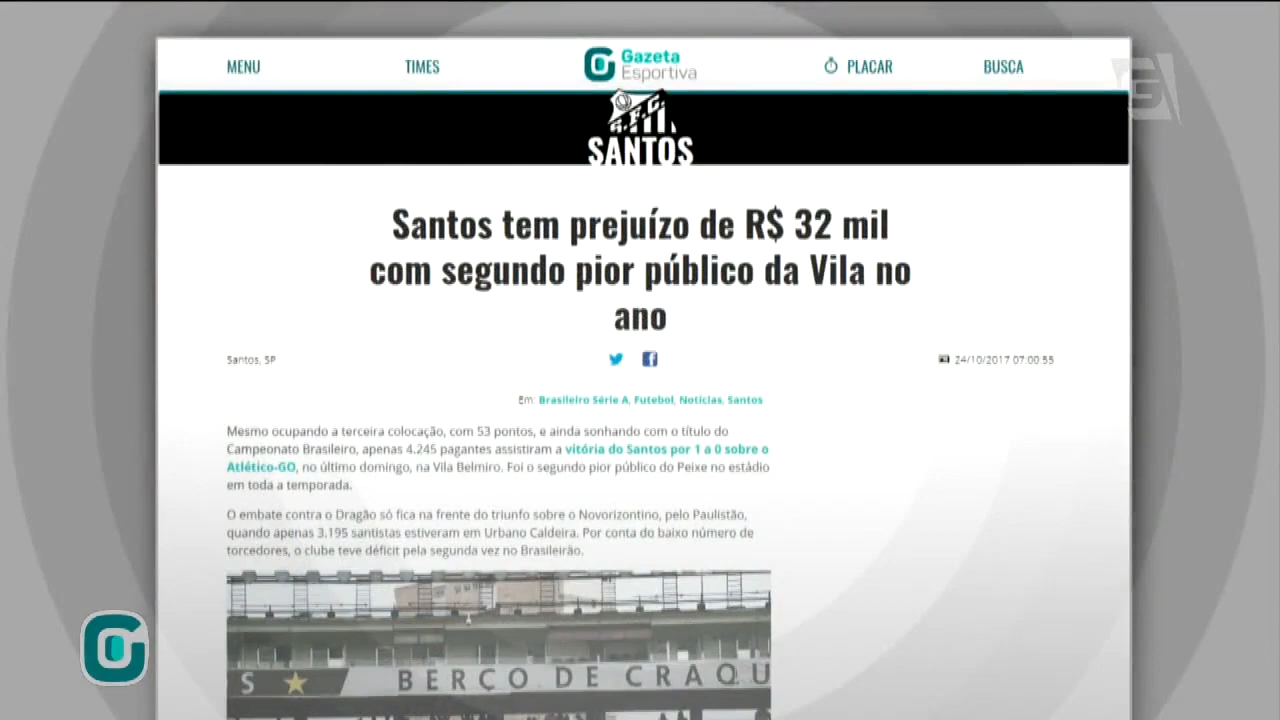 MENU
TIMES
Gazeta
Esportiva
PLACAR
BUSCA
G
SANTOS
Santos tem prejuízo de R$ 32 mil
com segundo pior público da Vila no
ano
Santos, SP
24/10/2017 07:00:55
Em: Brasileiro Série A, Futebol, Notícias, Santos
Mesmo ocupando a terceira colocação, com 53 pontos, e ainda sonhando com o título do
Campeonato Brasileiro, apenas 4.245 pagantes assistiram a vitória do Santos por 1 a 0 sobre o
Atlético-GO, no último domingo, na Vila Belmiro. Foi o segundo pior público do Peixe no estádio
em toda a temporada.
O embate contra o Dragão só fica na frente do triunfo sobre o Novorizontino, pelo Paulistão,
quando apenas 3.195 santistas estiveram em Urbano Caldeira. Por conta do baixo número de
torcedores, o clube teve déficit pela segunda vez no Brasileirão.
S BERÇO DE CRAQU